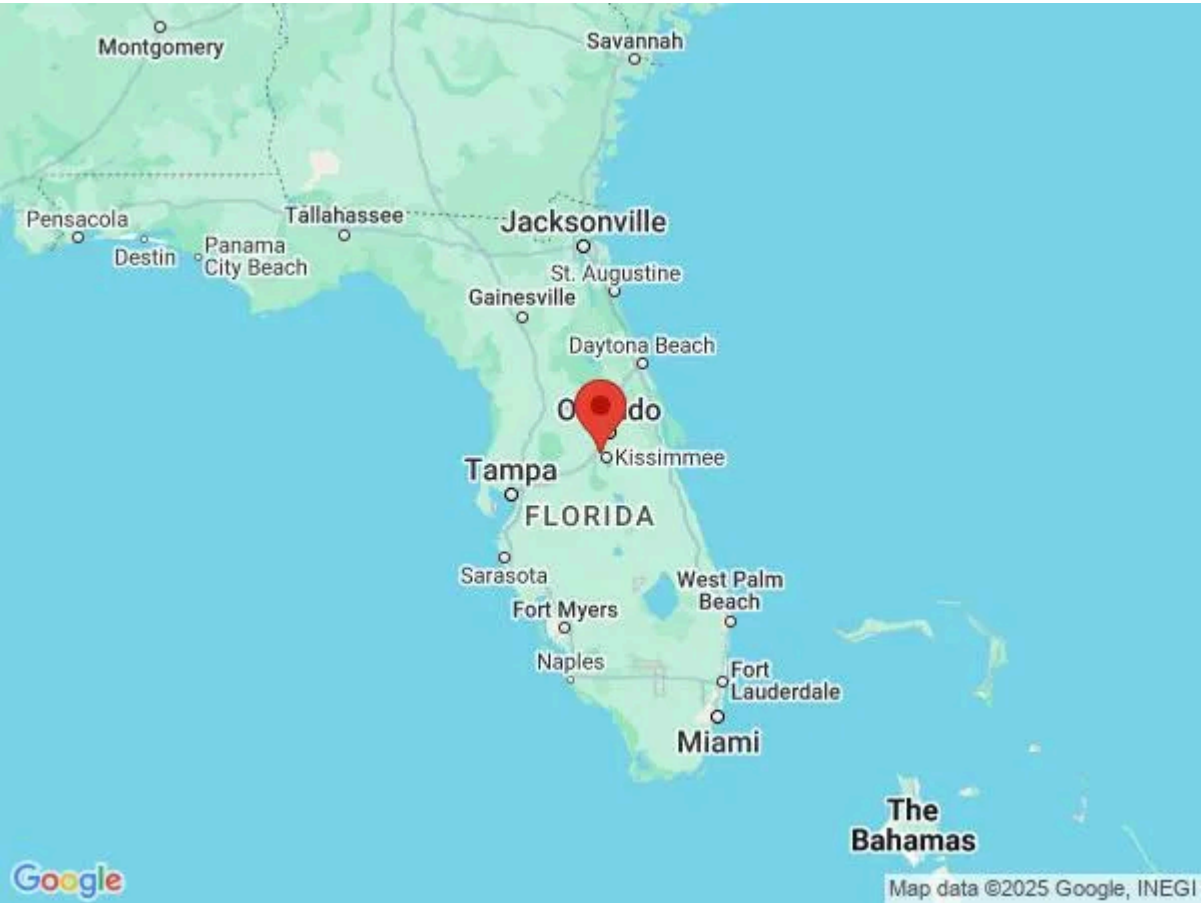 Montgomery
Savannah
Pensacola
Tallahassee
Jacksonville
Destin
Panama
City Beach
St. Augustine
Gainesville
Daytona Beach
O do
Kissimmee
Tampa
FLORIDA
Sarasota
West Palm
Beach
Fort Myers
Naples
Fort
Lauderdale
Miami
The
Bahamas
Google
Map data ©2025 Google, INEGI